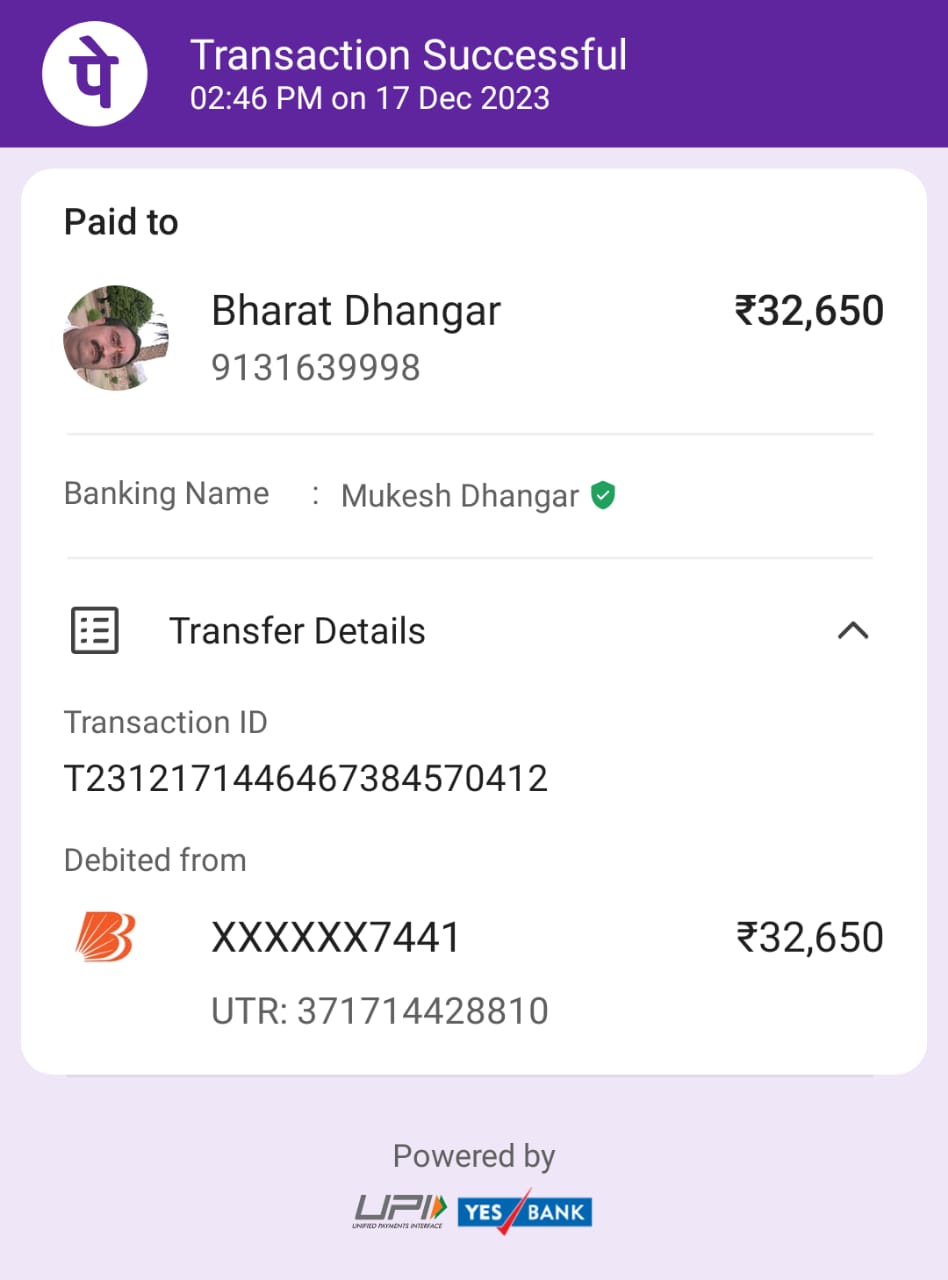 पे
Transaction Successful
02:46 PM on 17 Dec 2023
Paid to
Bharat Dhangar ₹32,650
9131639998
Banking Name : Mukesh Dhangar
Transfer Details
Transaction ID
T2312171446467384570412
Debited from
XXXXXX7441 ₹32,650
UTR: 371714428810
Powered by
UPI YES BANK
UNIFIED PAYMENTS INTERFACE